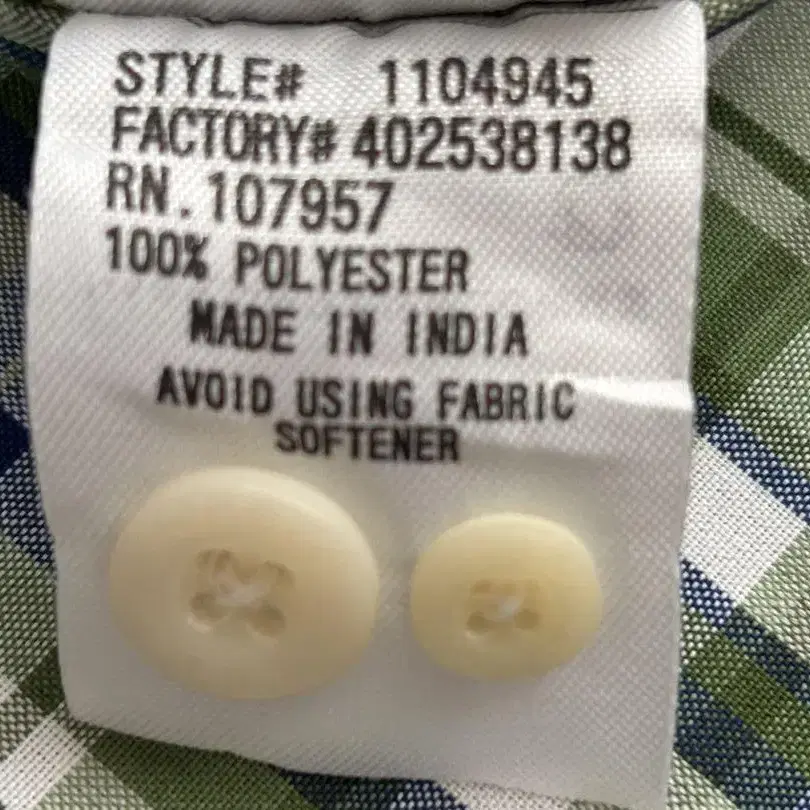 STYLE# 1104945
FACTORY# 402538138
RN. 107957
100% POLYESTER
MADE IN INDIA
AVOID USING FABRIC
SOFTENER